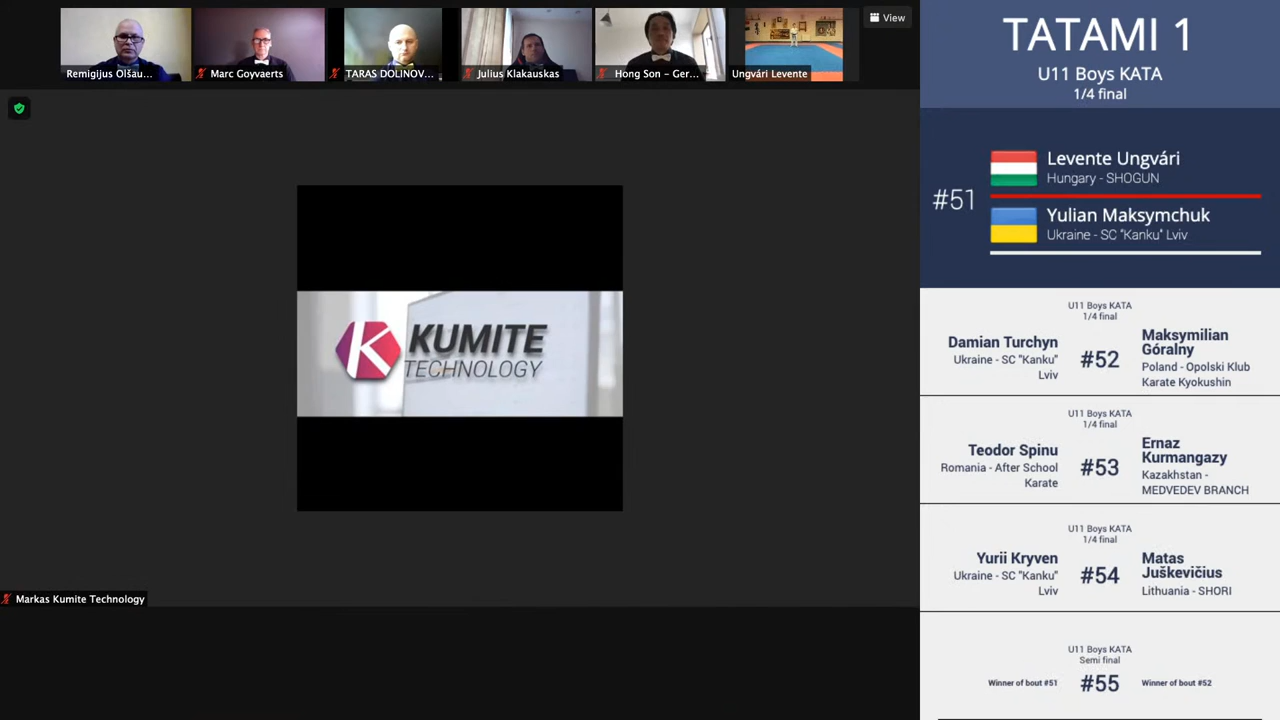 Remigijus Olšau...
Marc Goyvaerts
TARAS DOLINOV...
Julius Klakauskas
Hong Son – Ger...
Ungvári Levente
View
KUMITE
TECHNOLOGY
Markas Kumite Technology
TATAMI 1
U11 Boys KATA
1/4 final
#51
Levente Ungvári
Hungary - SHOGUN
Yulian Maksymchuk
Ukraine - SC "Kanku" Lviv
U11 Boys KATA
1/4 final
Damian Turchyn
Ukraine - SC "Kanku"
Lviv
#52
Maksymilian
Góralny
Poland - Opolski Klub
Karate Kyokushin
U11 Boys KATA
1/4 final
Teodor Spinu
Romania - After School
Karate
#53
Ernaz
Kurmangazy
Kazakhstan -
MEDVEDEV BRANCH
U11 Boys KATA
1/4 final
Yurii Kryven
Ukraine - SC "Kanku"
Lviv
#54
Matas
Juškevičius
Lithuania - SHORI
U11 Boys KATA
Semi final
Winner of bout #51
#55
Winner of bout #52